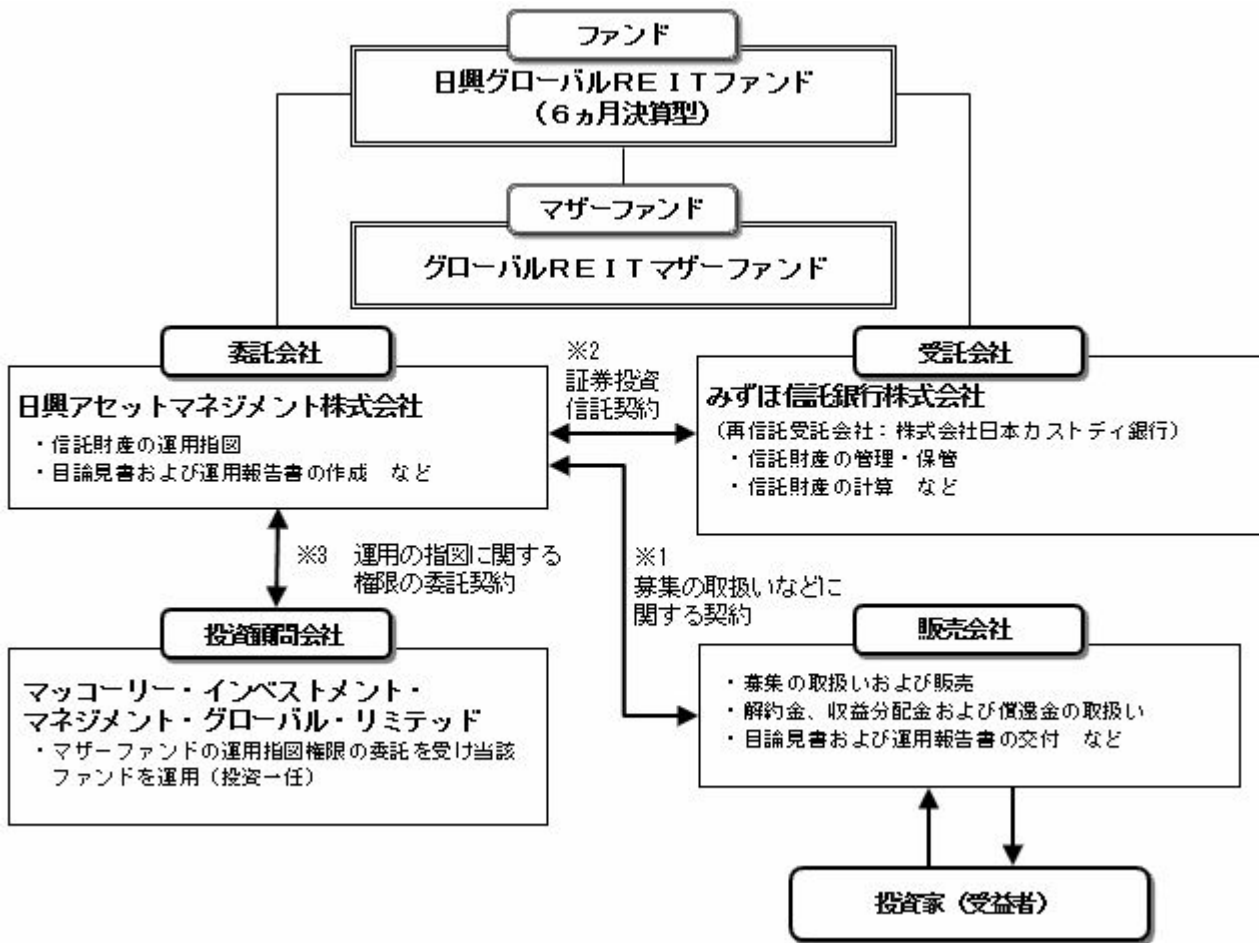 ファンド
日興グローバルREITファンド
(6ヵ月決算型)
マザーファンド
グローバルREITマザーファンド
委託会社
日興アセットマネジメント株式会社
・信託財産の運用指図
・目論見書および運用報告書の作成 など
※2
証券投資
信託契約
受託会社
みずほ信託銀行株式会社
(再信託受託会社:株式会社日本カストディ銀行)
・信託財産の管理・保管
・信託財産の計算 など
※3 運用の指図に関する
権限の委託契約
※1
募集の取扱いなどに
関する契約
投資顧問会社
マッコーリー・インベストメント・
マネジメント・グローバル・リミテッド
・マザーファンドの運用指図権限の委託を受け当該
ファンドを運用(投資一任)
販売会社
・募集の取扱いおよび販売
・解約金、収益分配金および償還金の取扱い
・目論見書および運用報告書の交付 など
投資家(受益者)